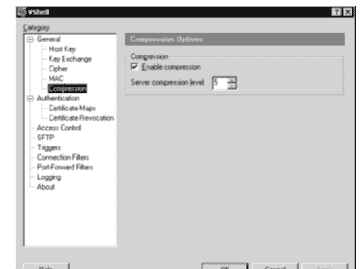 VShell
Category:
General
Host Key
Key Exchange
Cipher
MAC
Compression
Authentication
Certificate Maps
Certificate Revocation
Access Control
SFTP
Triggers
Connection Filters
Port-Forward Filters
Logging
About
Compression Options
Compression
Enable compression
Server compression level 5
Help
OK
Cancel